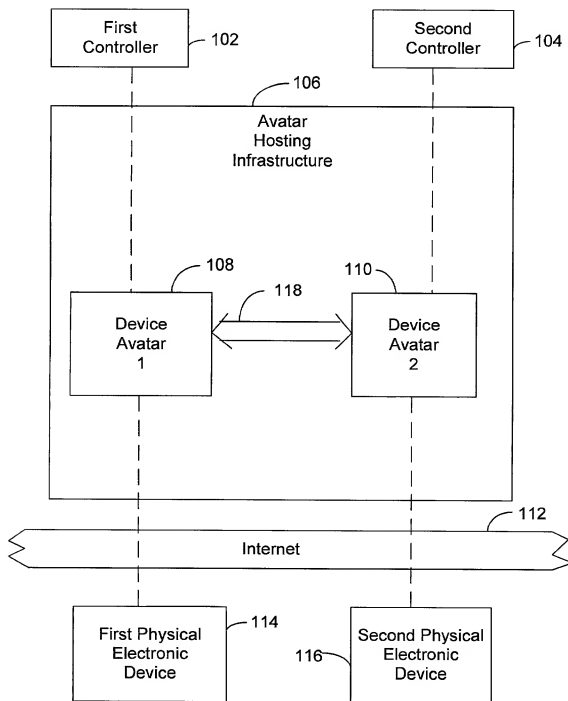 First
Controller
102
Second
Controller
104
106
Avatar
Hosting
Infrastructure
108
110
118
Device
Avatar
1
Device
Avatar
2
112
Internet
First Physical
Electronic
Device
114
Second Physical
Electronic
Device
116